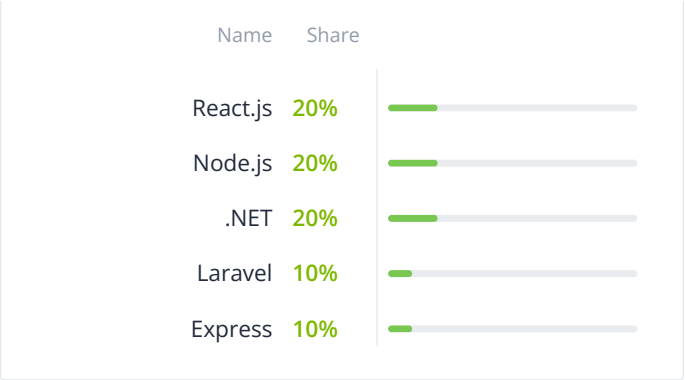 Name Share
React.js 20%
Node.js 20%
.NET 20%
Laravel 10%
Express 10%